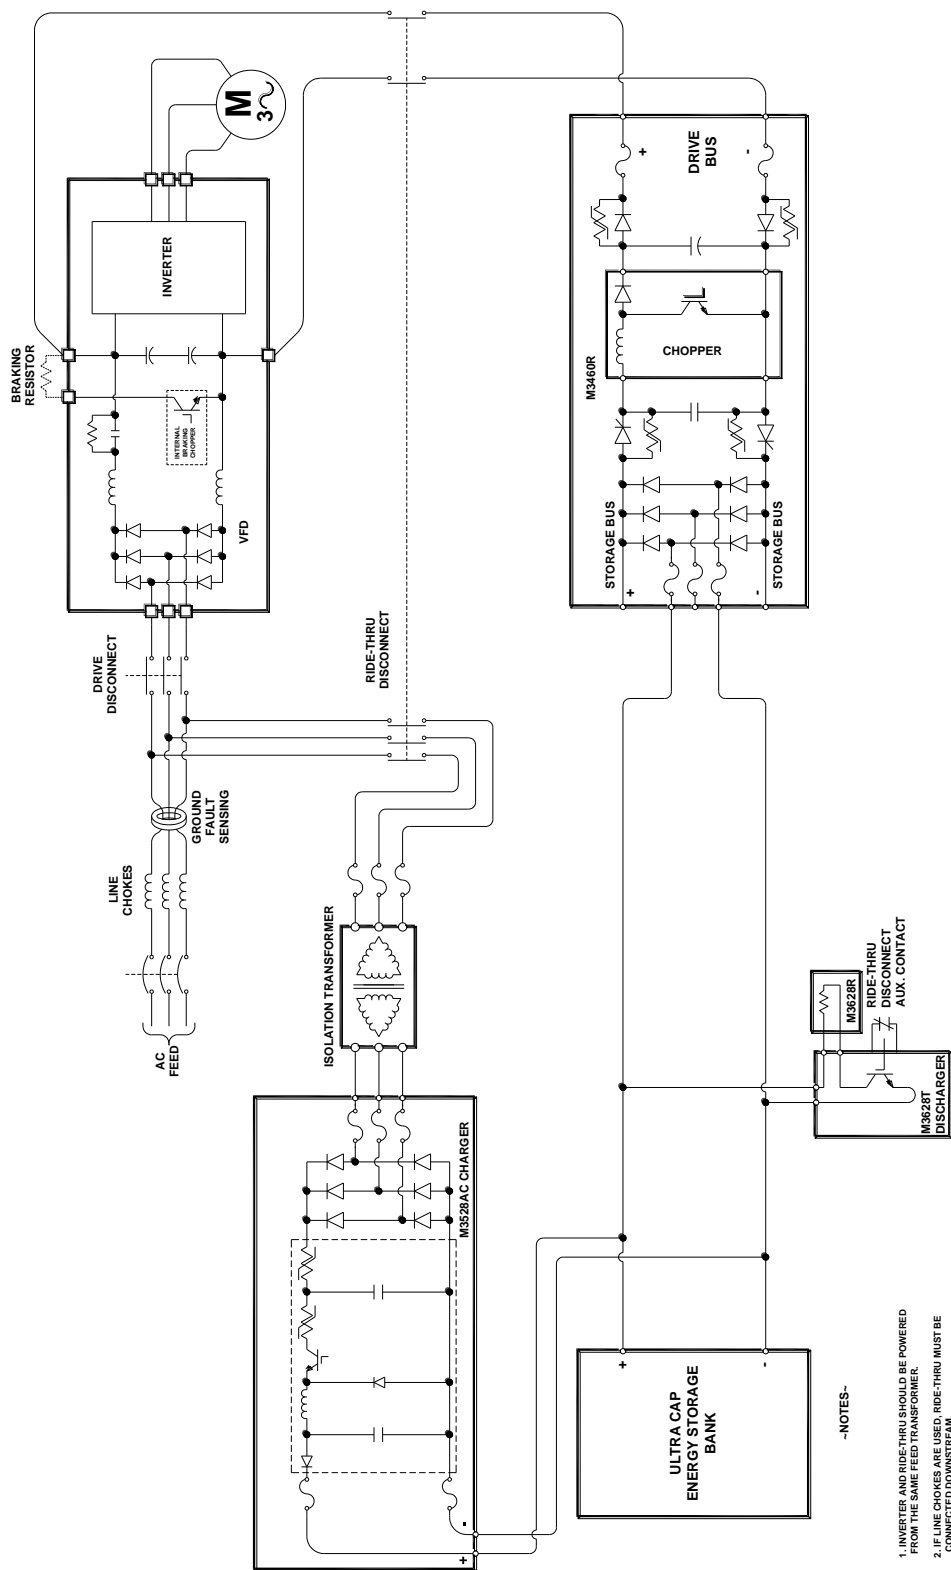 AC
FEED
LINE
CHOKES
GROUND
FAULT
SENSING
DRIVE
DISCONNECT
VFD
INTERNAL
BRAKING
CHOPPER
BRAKING
RESISTOR
INVERTER
M
3
RIDE-THRU
DISCONNECT
ISOLATION TRANSFORMER
M3528AC CHARGER
+
-
M3460R
STORAGE BUS
+
STORAGE BUS
-
CHOPPER
DRIVE
BUS
+
-
ULTRA CAP
ENERGY STORAGE
BANK
+
-
M3628T
DISCHARGER
M3628R
RIDE-THRU
DISCONNECT
AUX. CONTACT
~NOTES~
1. INVERTER AND RIDE-THRU SHOULD BE POWERED
FROM THE SAME FEED TRANSFORMER.
2. IF LINE CHOKES ARE USED, RIDE-THRU MUST BE
CONNECTED DOWNSTREAM